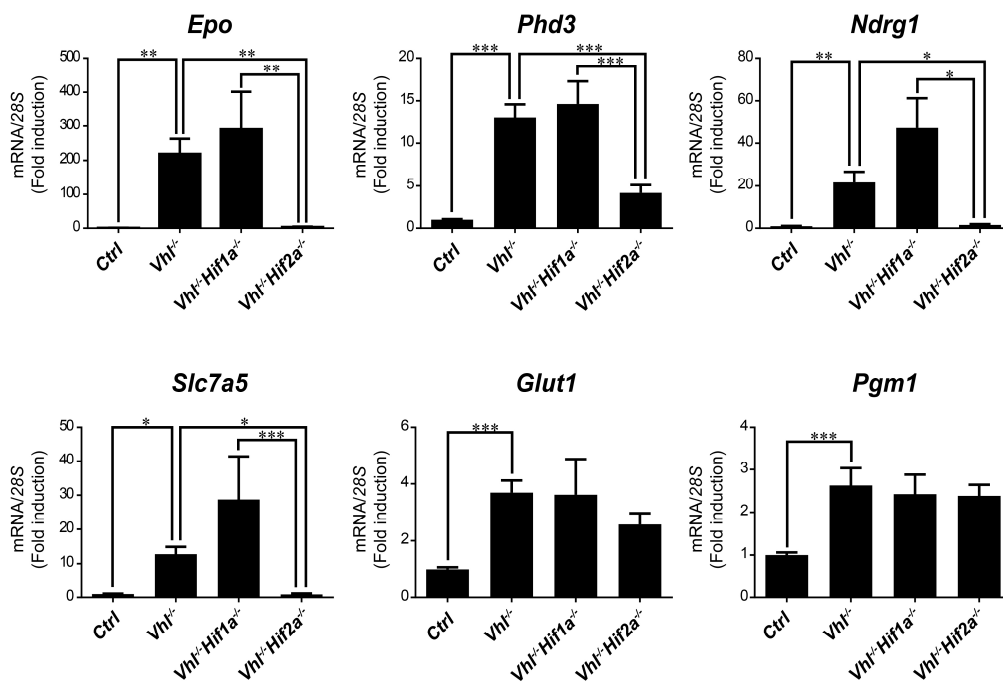 Epo
mRNA/28S
(Fold induction)
500
400
300
200
100
0
**
**
**
Ctrl
Vhl-/-
Vhl-/-Hif1a-/-
Vhl-/-Hif2a-/-
Phd3
mRNA/28S
(Fold induction)
20
15
10
5
0
***
***
***
Ctrl
Vhl-/-
Vhl-/-Hif1a-/-
Vhl-/-Hif2a-/-
Ndrg1
mRNA/28S
(Fold induction)
80
60
40
20
0
**
*
*
Ctrl
Vhl-/-
Vhl-/-Hif1a-/-
Vhl-/-Hif2a-/-
Slc7a5
mRNA/28S
(Fold induction)
50
40
30
20
10
0
*
*
***
Ctrl
Vhl-/-
Vhl-/-Hif1a-/-
Vhl-/-Hif2a-/-
Glut1
mRNA/28S
(Fold induction)
6
4
2
0
***
Ctrl
Vhl-/-
Vhl-/-Hif1a-/-
Vhl-/-Hif2a-/-
Pgm1
mRNA/28S
(Fold induction)
4
3
2
1
0
***
Ctrl
Vhl-/-
Vhl-/-Hif1a-/-
Vhl-/-Hif2a-/-